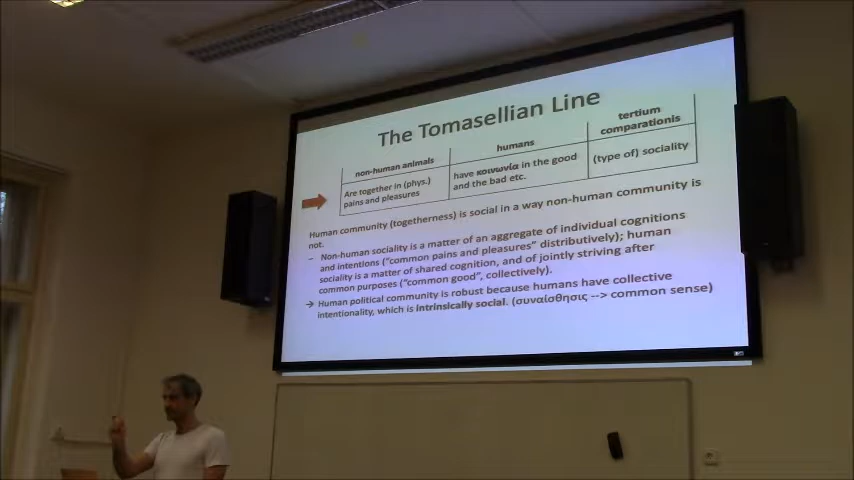 The Tomasellian Line
non-human animals
humans
tertium
comparationis
Are together in (phys.)
pains and pleasures
have κοινωνία in the good
and the bad etc.
(type of) sociality
Human community (togetherness) is social in a way non-human community is
not.
– Non-human sociality is a matter of an aggregate of individual cognitions
and intentions ("common pains and pleasures" distributively); human
sociality is a matter of shared cognition, and of jointly striving after
common purposes ("common good", collectively).
→ Human political community is robust because humans have collective
intentionality, which is intrinsically social. (συναίσθησις --> common sense)